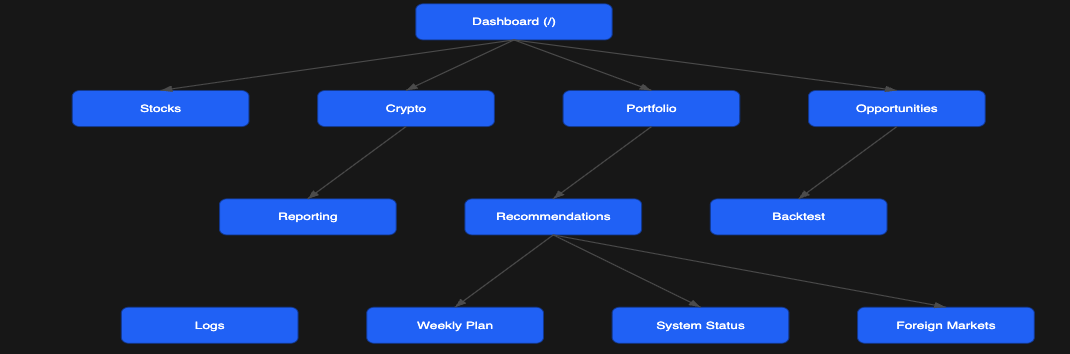 Dashboard (/)
Stocks
Crypto
Portfolio
Opportunities
Reporting
Recommendations
Backtest
Logs
Weekly Plan
System Status
Foreign Markets